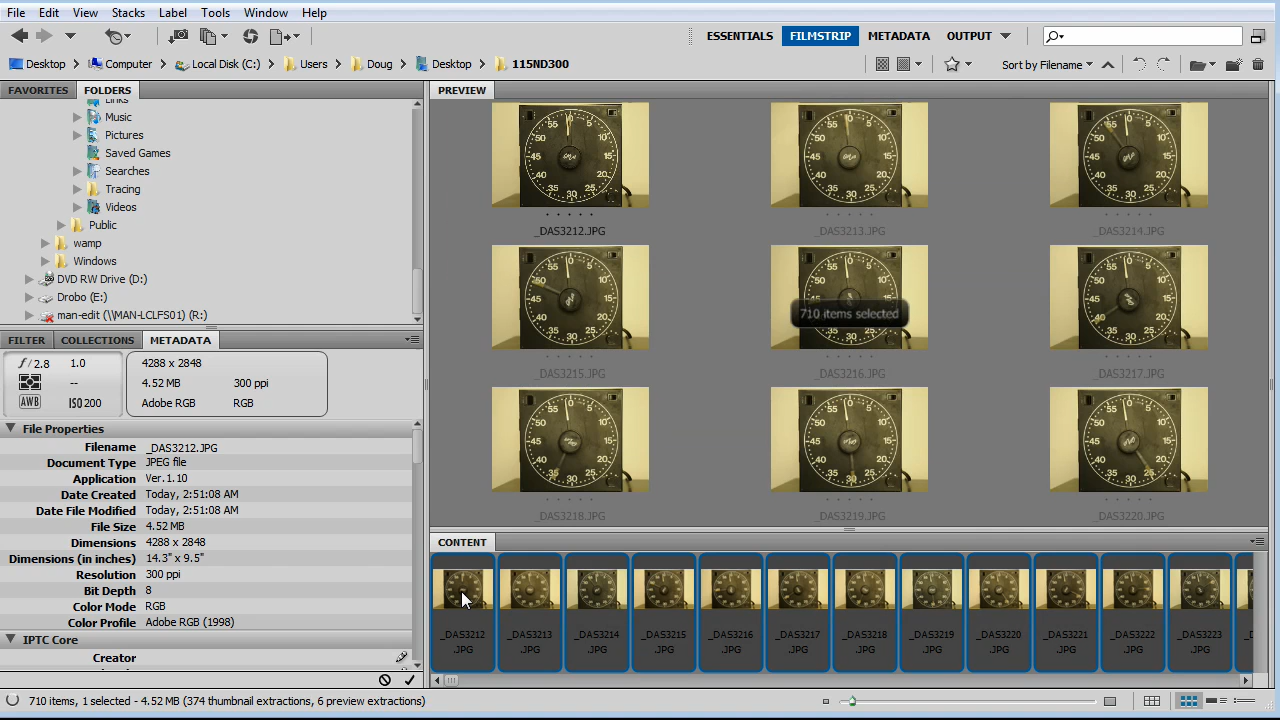 File Edit View Stacks Label Tools Window Help
ESSENTIALS FILMSTRIP METADATA OUTPUT
Desktop Computer Local Disk (C:) Users Doug Desktop 115ND300
Sort by Filename
FAVORITES FOLDERS
Links
Music
Pictures
Saved Games
Searches
Tracing
Videos
Public
wamp
Windows
DVD RW Drive (D:)
Drobo (E:)
man-edit (\\MAN-LCLFS01) (R:)
FILTER COLLECTIONS METADATA
f/2.8 1.0
--
AWB ISO200
4288 x 2848
4.52 MB 300 ppi
Adobe RGB RGB
File Properties
Filename _DAS3212.JPG
Document Type JPEG file
Application Ver.1.10
Date Created Today, 2:51:08 AM
Date File Modified Today, 2:51:08 AM
File Size 4.52 MB
Dimensions 4288 x 2848
Dimensions (in inches) 14.3" x 9.5"
Resolution 300 ppi
Bit Depth 8
Color Mode RGB
Color Profile Adobe RGB (1998)
IPTC Core
Creator
PREVIEW
_DAS3212.JPG _DAS3213.JPG _DAS3214.JPG
710 items selected
_DAS3215.JPG _DAS3216.JPG _DAS3217.JPG
_DAS3218.JPG _DAS3219.JPG _DAS3220.JPG
CONTENT
_DAS3212 _DAS3213 _DAS3214 _DAS3215 _DAS3216 _DAS3217 _DAS3218 _DAS3219 _DAS3220 _DAS3221 _DAS3222 _DAS3223
.JPG .JPG .JPG .JPG .JPG .JPG .JPG .JPG .JPG .JPG .JPG .JPG
710 items, 1 selected - 4.52 MB (374 thumbnail extractions, 6 preview extractions)